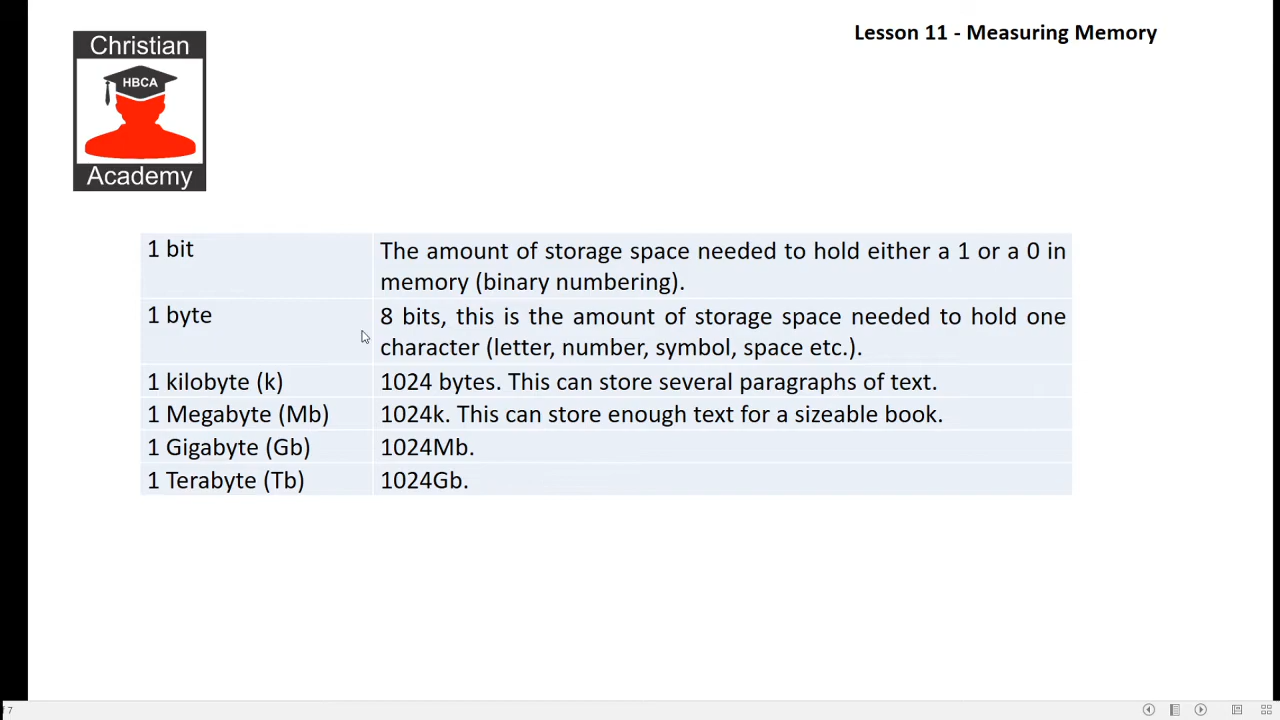 Lesson 11 - Measuring Memory
Christian
HBCA
Academy
1 bit
The amount of storage space needed to hold either a 1 or a 0 in
memory (binary numbering).
1 byte
8 bits, this is the amount of storage space needed to hold one
character (letter, number, symbol, space etc.).
1 kilobyte (k)
1024 bytes. This can store several paragraphs of text.
1 Megabyte (Mb)
1024k. This can store enough text for a sizeable book.
1 Gigabyte (Gb)
1024Mb.
1 Terabyte (Tb)
1024Gb.
7